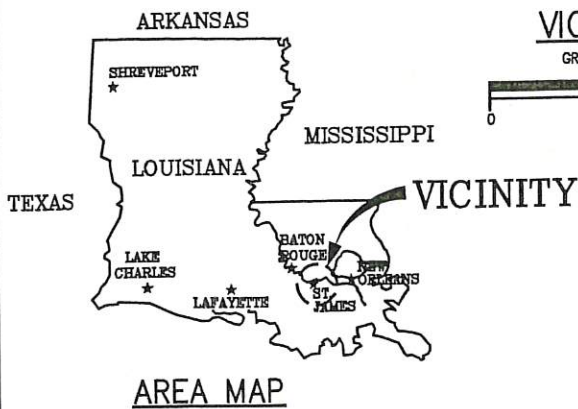 ARKANSAS
VIC
GR
SHREVEPORT
0
MISSISSIPPI
LOUISIANA
TEXAS
VICINITY
BATON
ROUGE
LAKE
CHARLES
NEW
ORLEANS
LAFAYETTE
ST.
JAMES
AREA MAP